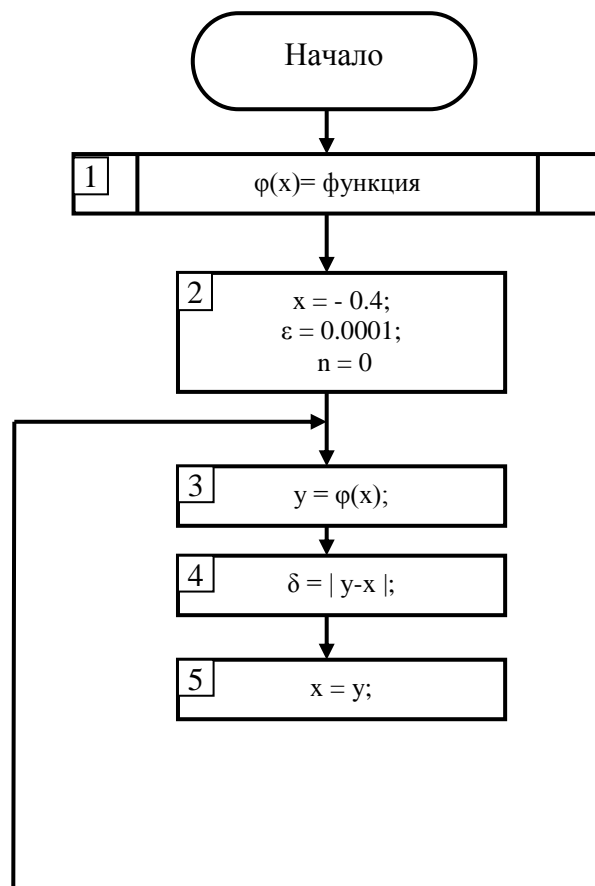 Начало
1
φ(x)= функция
2
x = - 0.4;
ε = 0.0001;
n = 0
3
y = φ(x);
4
δ = | y-x |;
5
x = y;